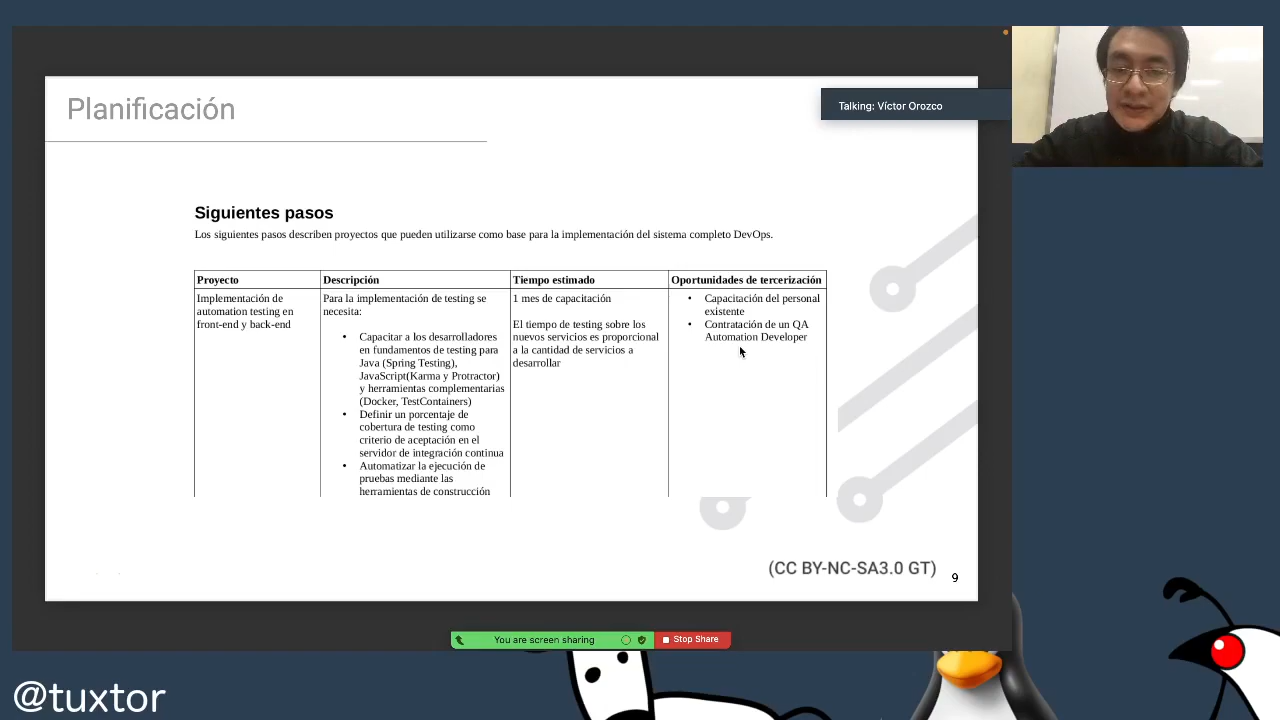 Planificación
Talking: Víctor Orozco
Siguientes pasos
Los siguientes pasos describen proyectos que pueden utilizarse como base para la implementación del sistema completo DevOps.
Proyecto
Descripción
Tiempo estimado
Oportunidades de tercerización
Implementación de
automation testing en
front-end y back-end
Para la implementación de testing se
necesita:
• Capacitar a los desarrolladores
en fundamentos de testing para
Java (Spring Testing),
JavaScript(Karma y Protractor)
y herramientas complementarias
(Docker, TestContainers)
• Definir un porcentaje de
cobertura de testing como
criterio de aceptación en el
servidor de integración continua
• Automatizar la ejecución de
pruebas mediante las
herramientas de construcción
1 mes de capacitación
El tiempo de testing sobre los
nuevos servicios es proporcional
a la cantidad de servicios a
desarrollar
• Capacitación del personal
existente
• Contratación de un QA
Automation Developer
(CC BY-NC-SA3.0 GT)
9
You are screen sharing
Stop Share
@tuxtor